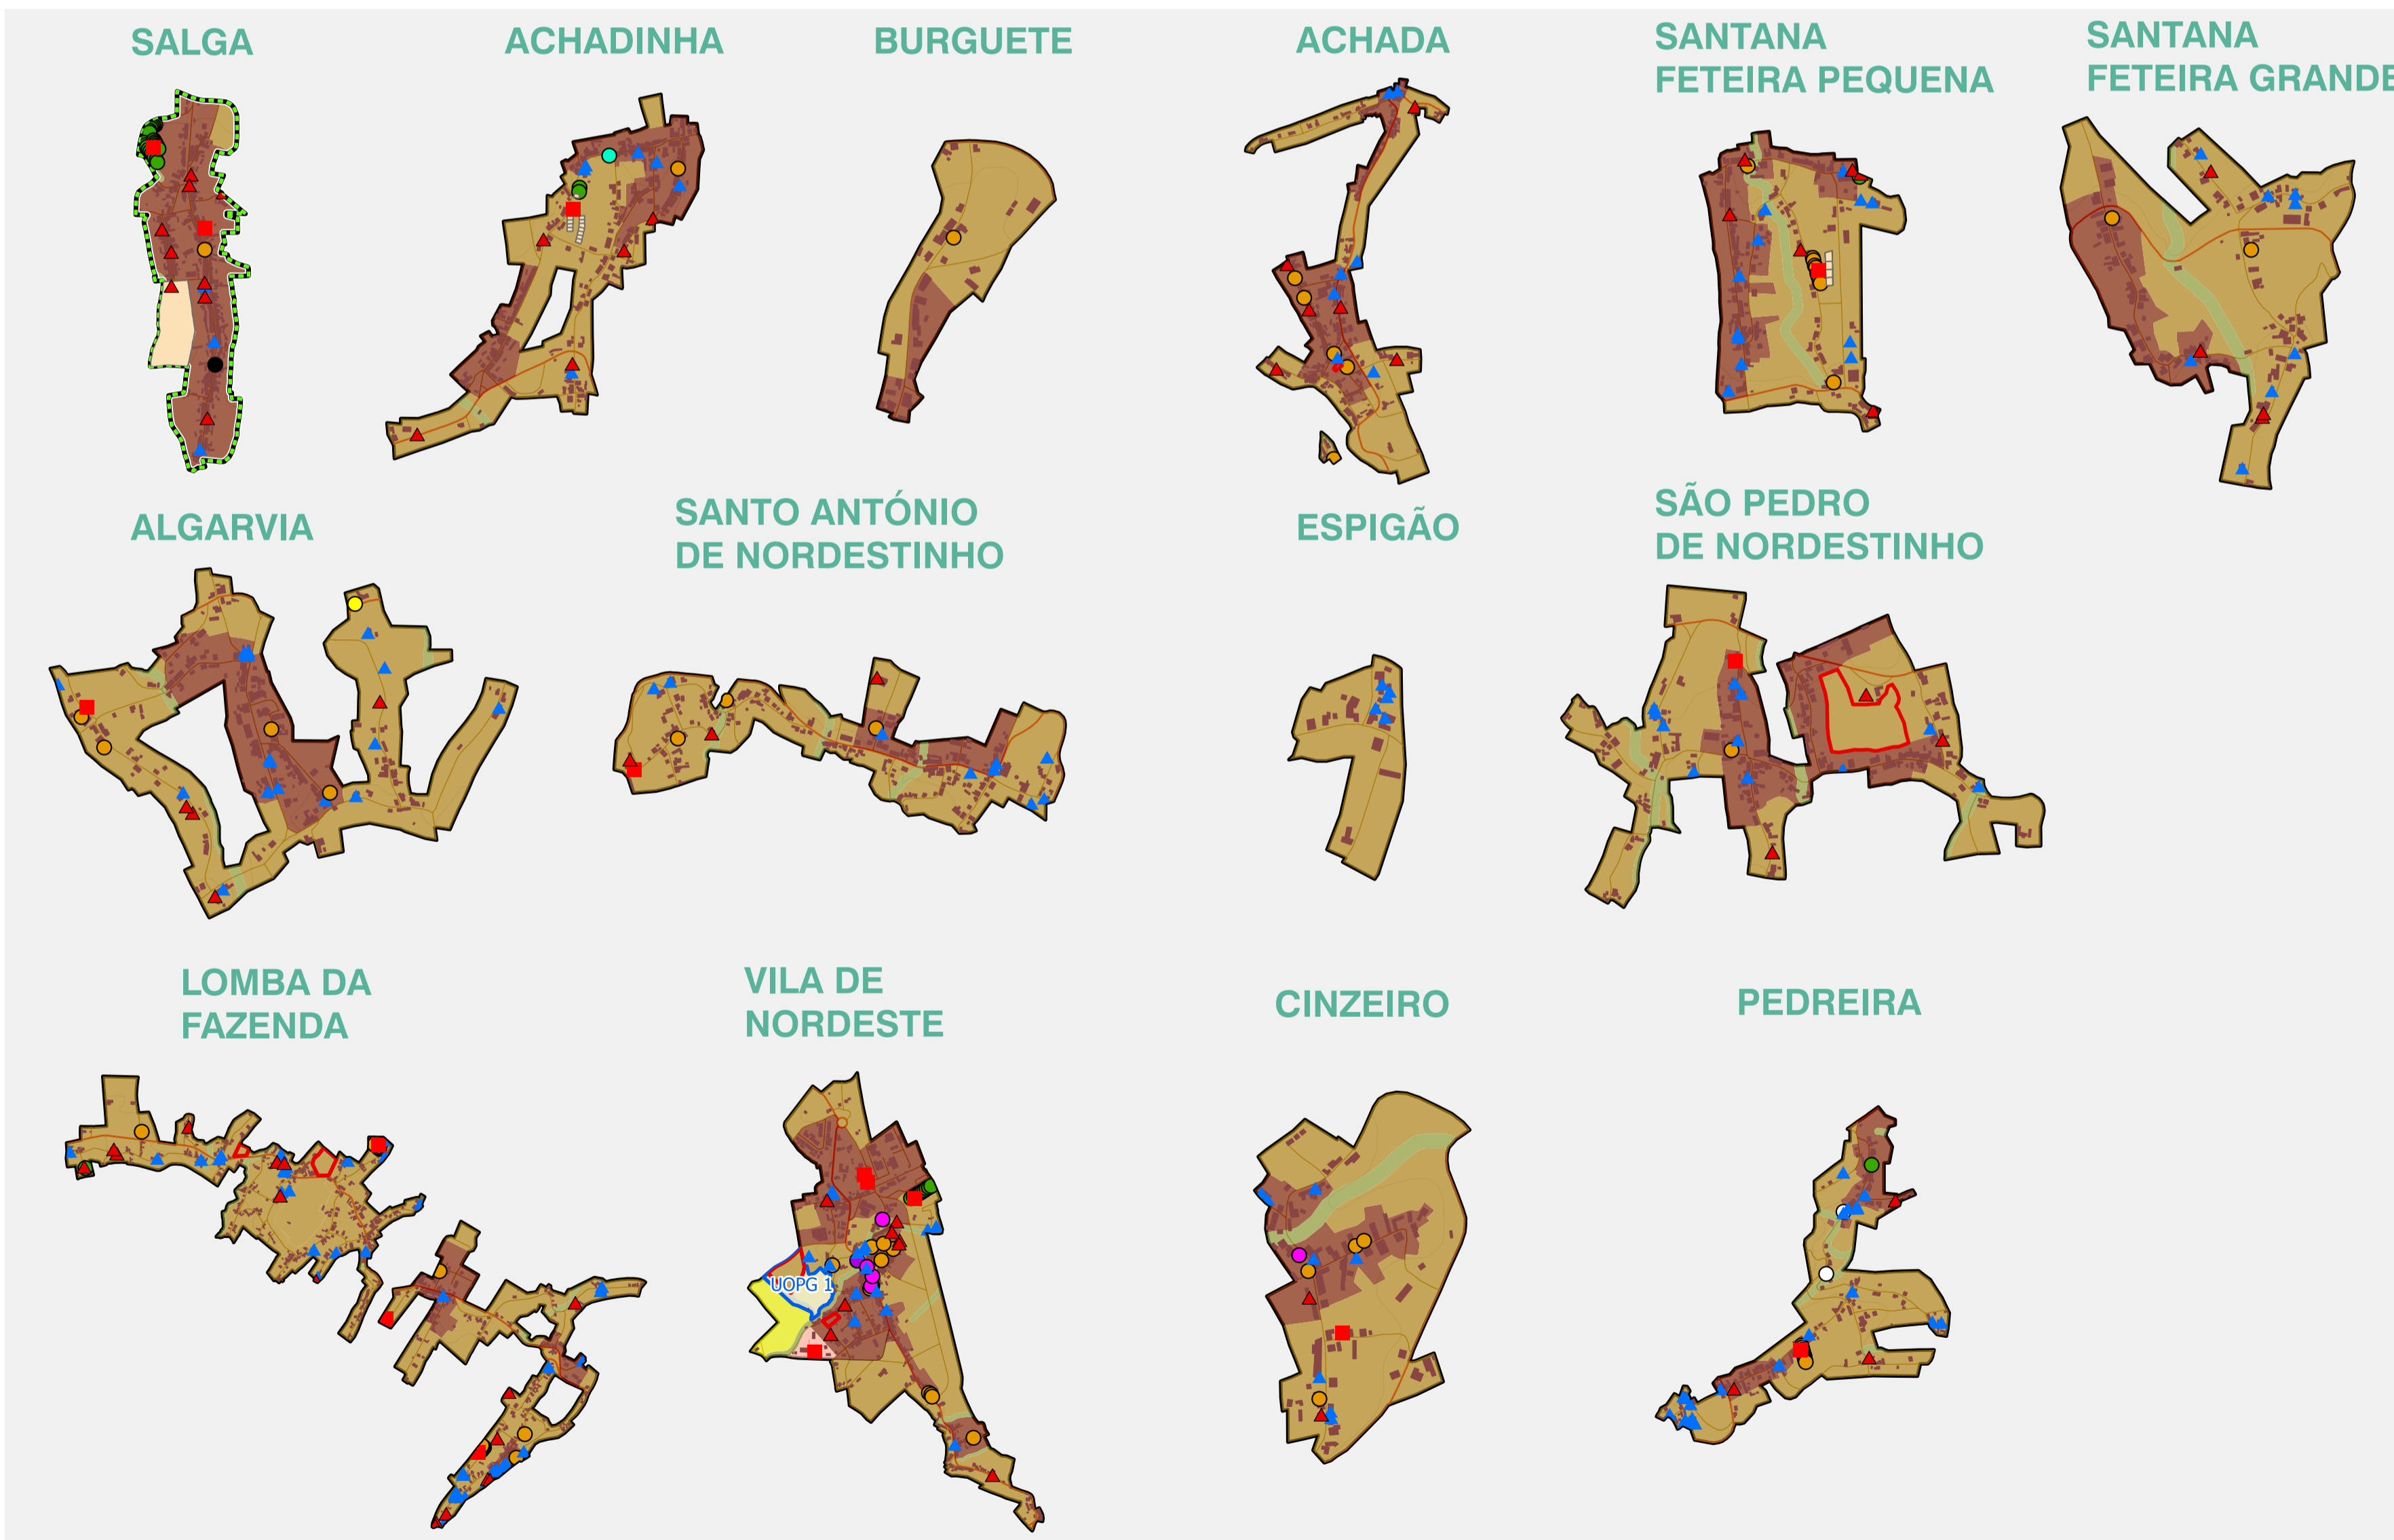 SALGA
ACHADINHA
BURGUETE
ACHADA
SANTANA
FETEIRA PEQUENA
SANTANA
FETEIRA GRANDE
ALGARVIA
SANTO ANTÓNIO
DE NORDESTINHO
ESPIGÃO
SÃO PEDRO
DE NORDESTINHO
LOMBA DA
FAZENDA
VILA DE
NORDESTE
CINZEIRO
PEDREIRA
UOPG 1